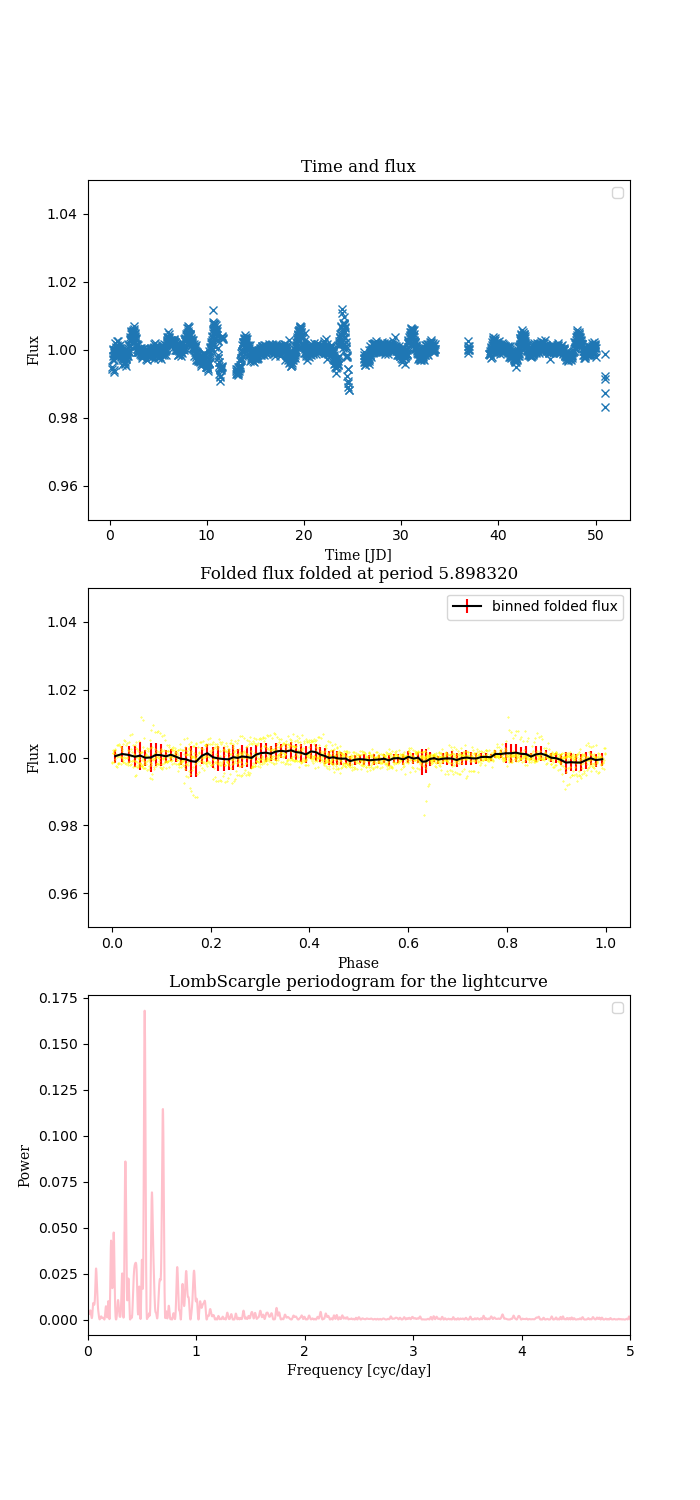 Time and flux
1.04
1.02
1.00
0.98
0.96
Flux
0 10 20 30 40 50
Time [JD]
Folded flux folded at period 5.898320
binned folded flux
1.04
1.02
1.00
0.98
0.96
Flux
0.0 0.2 0.4 0.6 0.8 1.0
Phase
LombScargle periodogram for the lightcurve
0.175
0.150
0.125
0.100
0.075
0.050
0.025
0.000
Power
0 1 2 3 4 5
Frequency [cyc/day]